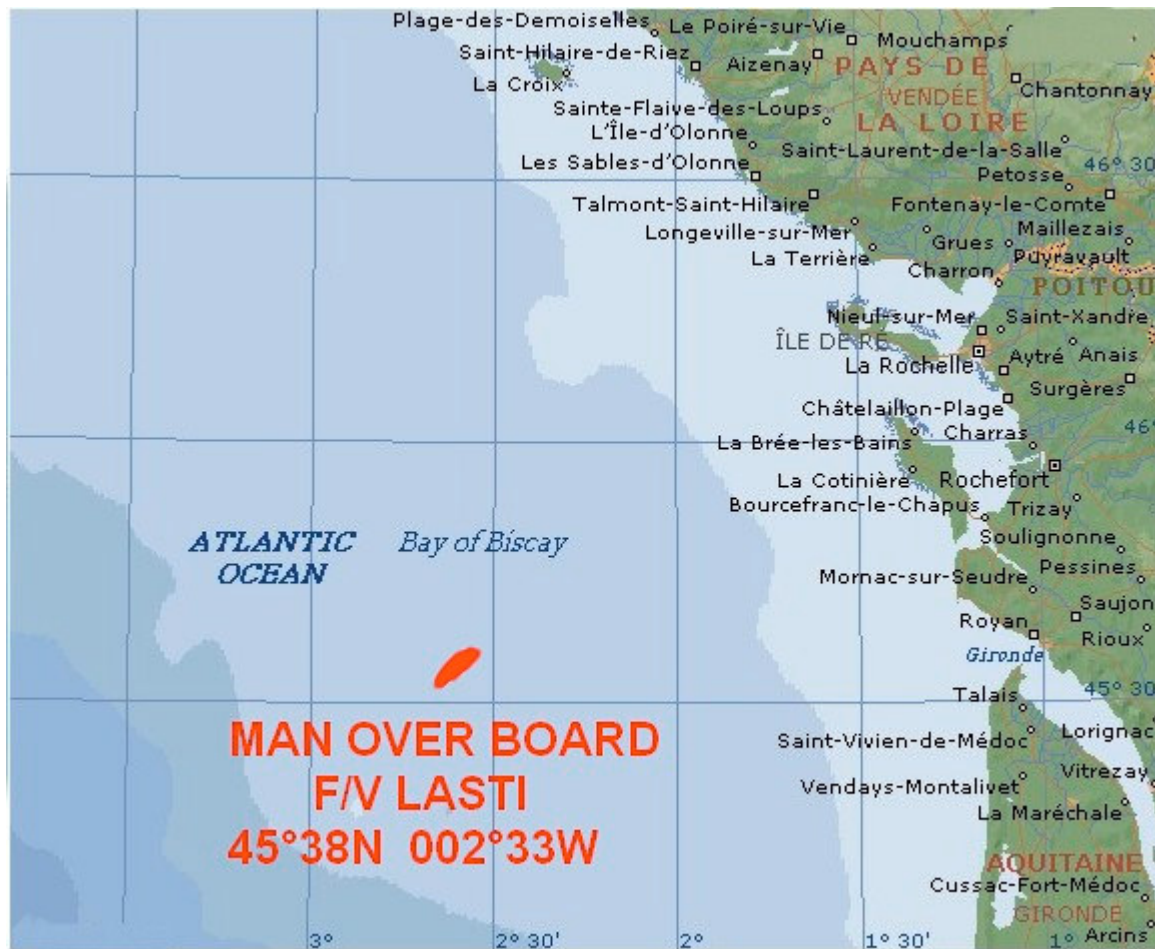 Plage-des-Demoiselles
Le Poiré-sur-Vie
Mouchamps
Saint-Hilaire-de-Riez
Aizenay
PAYS DE
La Croix
Chantonnay
VENDÉE
Sainte-Flaive-des-Loups
LA LOIRE
L'Île-d'Olonne
Saint-Laurent-de-la-Salle
Les Sables-d'Olonne
46° 30
Petosse
Talmont-Saint-Hilaire
Fontenay-le-Comte
Longeville-sur-Mer
Grues
Maillezais
La Terrière
Puyravault
Charron
POITOU
Nieul-sur-Mer
Saint-Xandre
ÎLE DE RÉ
La Rochelle
Aytré
Anais
Surgères
Châtelaillon-Plage
La Brée-les-Bains
Charras
46°
La Cotinière
Rochefort
Bourcefranc-le-Chapus
Trizay
ATLANTIC
OCEAN
Bay of Biscay
Soulignonne
Mornac-sur-Seudre
Pessines
Saujon
Royan
Rioux
Gironde
Talais
45° 30
MAN OVER BOARD
F/V LASTI
45°38N 002°33W
Saint-Vivien-de-Médoc
Lorignac
Vendays-Montalivet
Vitrezay
La Maréchale
AQUITAINE
Cussac-Fort-Médoc
GIRONDE
Arcins
3°
2° 30'
2°
1° 30'
1°